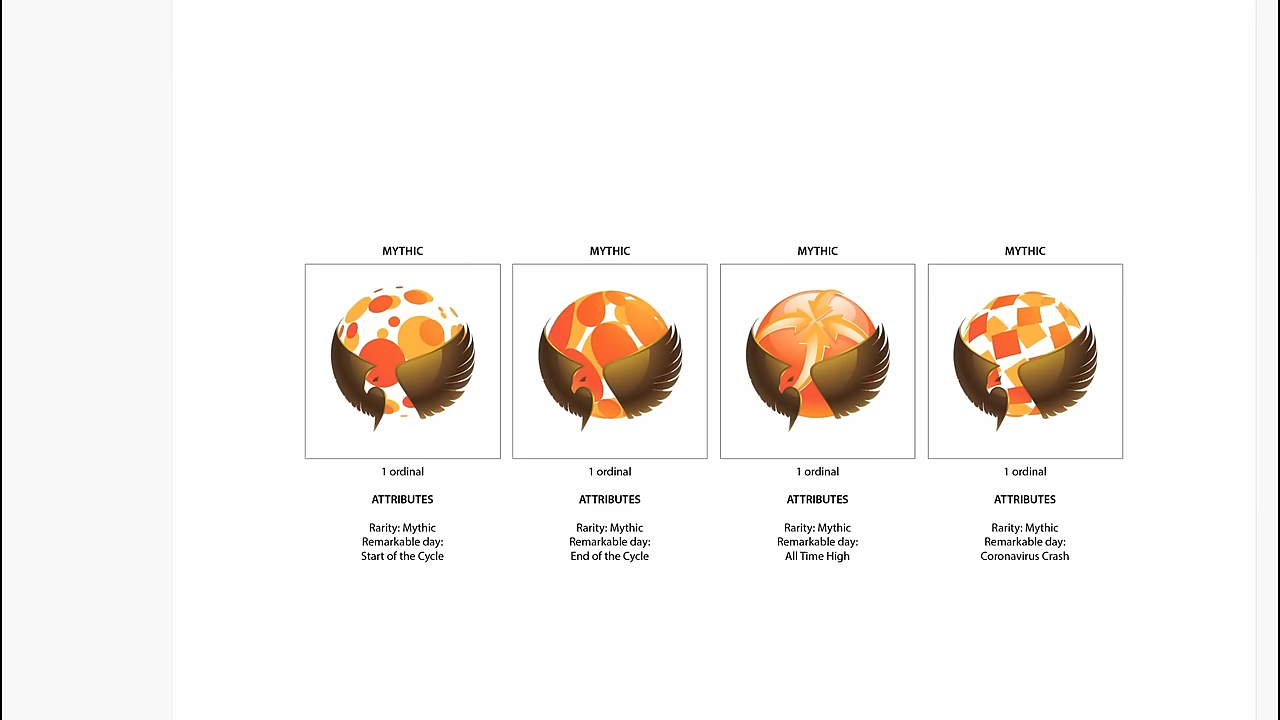 MYTHIC
1 ordinal
ATTRIBUTES
Rarity: Mythic
Remarkable day:
Start of the Cycle
MYTHIC
1 ordinal
ATTRIBUTES
Rarity: Mythic
Remarkable day:
End of the Cycle
MYTHIC
1 ordinal
ATTRIBUTES
Rarity: Mythic
Remarkable day:
All Time High
MYTHIC
1 ordinal
ATTRIBUTES
Rarity: Mythic
Remarkable day:
Coronavirus Crash